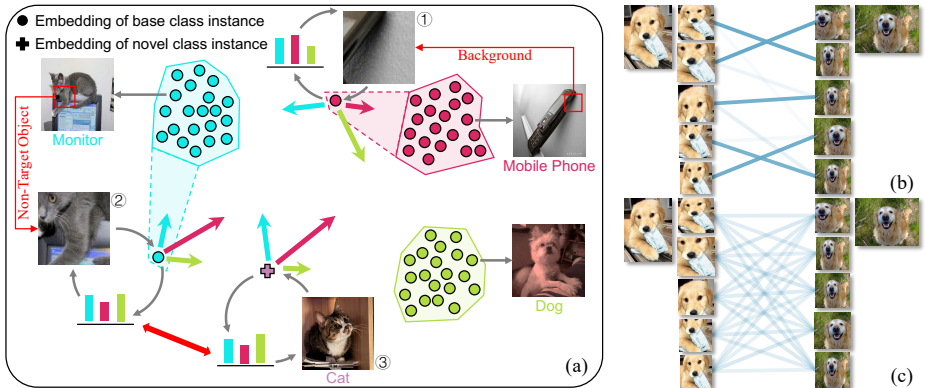 Embedding of base class instance
Embedding of novel class instance
①
Background
Monitor
Mobile Phone
Non-Target Object
②
Dog
③
Cat
(a)
(b)
(c)